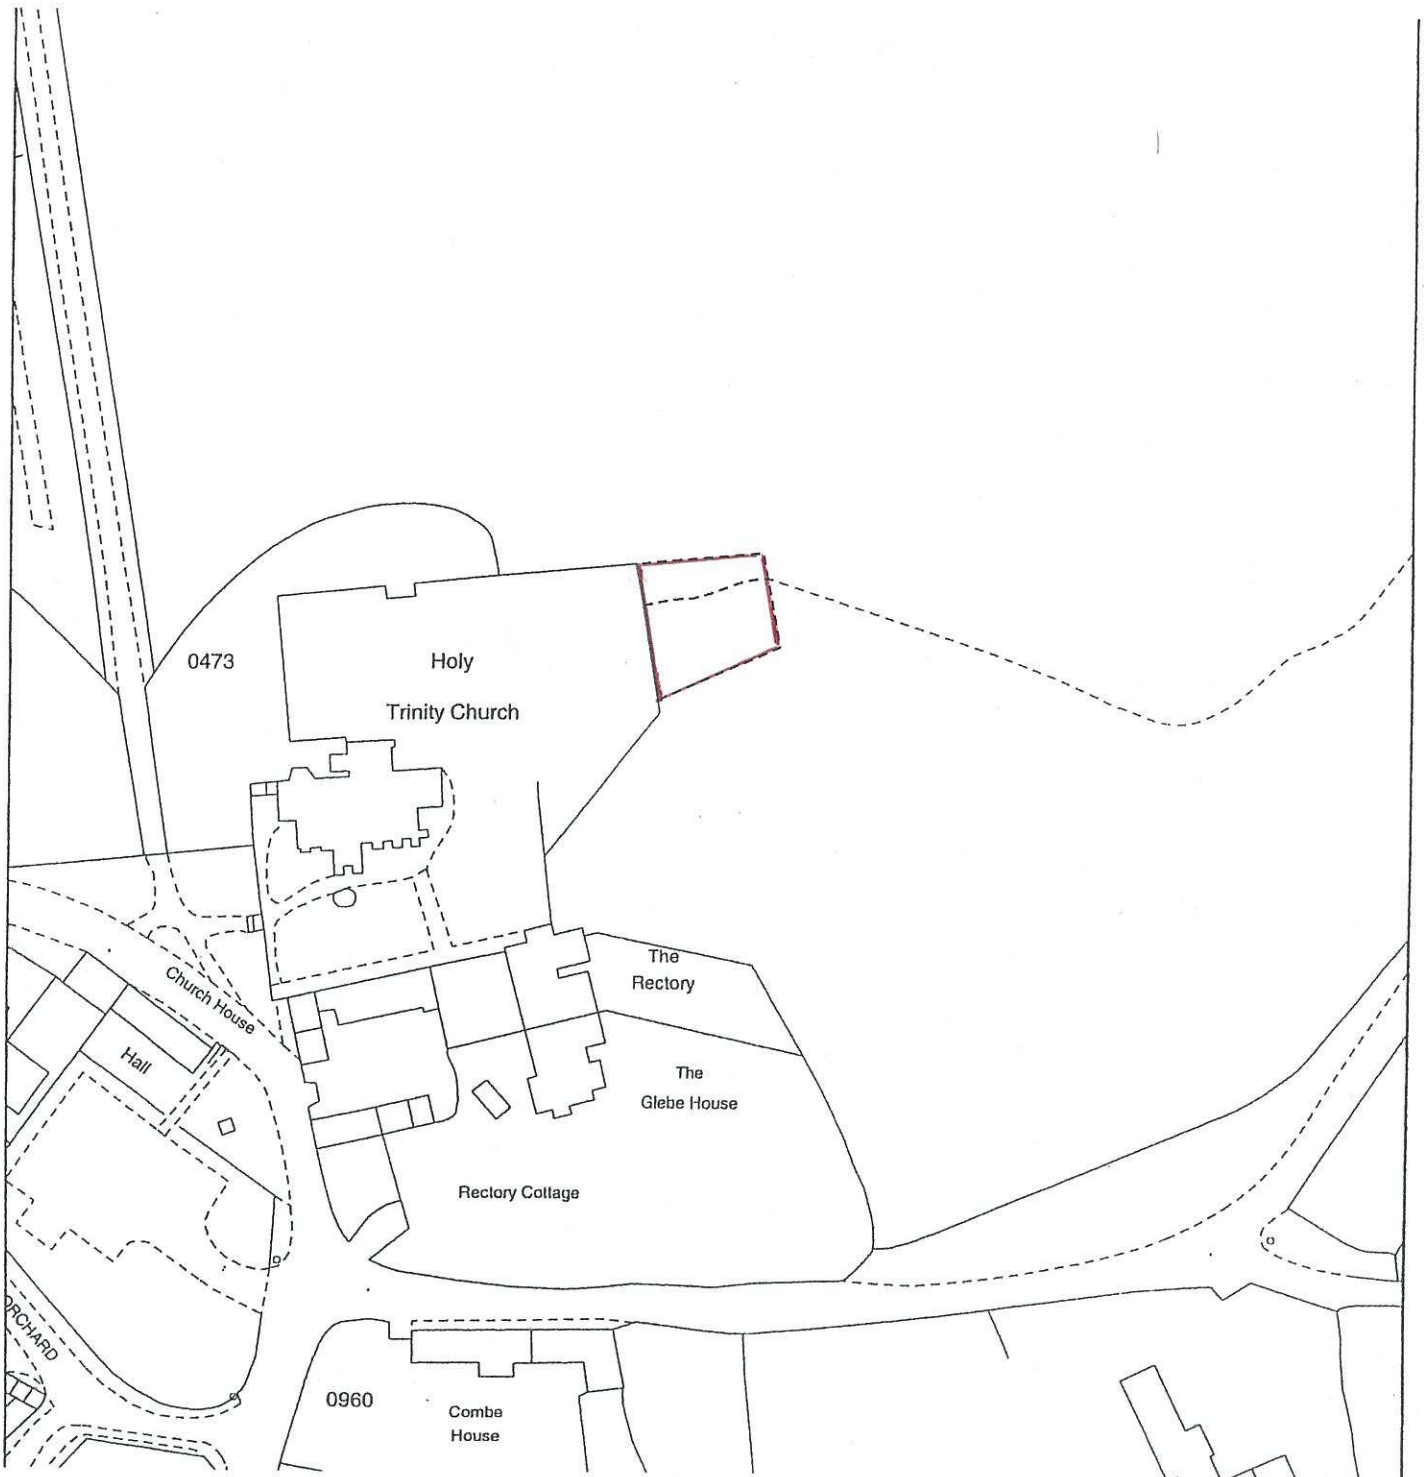 0473
Holy
Trinity Church
The
Rectory
Church House
Hall
The
Glebe House
Rectory Cottage
ORCHARD
0960
Combe
House